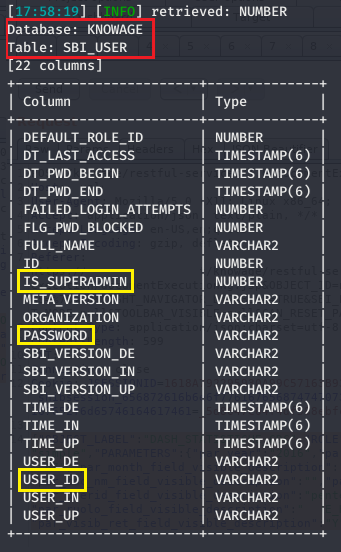 [17:58:19] [INFO] retrieved: NUMBER
Database: KNOWAGE
Table: SBI_USER
[22 columns]
+-----------------------+--------------+
| Column | Type |
+-----------------------+--------------+
| DEFAULT_ROLE_ID | NUMBER |
| DT_LAST_ACCESS | TIMESTAMP(6) |
| DT_PWD_BEGIN | TIMESTAMP(6) |
| DT_PWD_END | TIMESTAMP(6) |
| FAILED_LOGIN_ATTEMPTS | NUMBER |
| FLG_PWD_BLOCKED | NUMBER |
| FULL_NAME | VARCHAR2 |
| ID | NUMBER |
| IS_SUPERADMIN | NUMBER |
| META_VERSION | VARCHAR2 |
| ORGANIZATION | VARCHAR2 |
| PASSWORD | VARCHAR2 |
| SBI_VERSION_DE | VARCHAR2 |
| SBI_VERSION_IN | VARCHAR2 |
| SBI_VERSION_UP | VARCHAR2 |
| TIME_DE | TIMESTAMP(6) |
| TIME_IN | TIMESTAMP(6) |
| TIME_UP | TIMESTAMP(6) |
| USER_DE | VARCHAR2 |
| USER_ID | VARCHAR2 |
| USER_IN | VARCHAR2 |
| USER_UP | VARCHAR2 |
+-----------------------+--------------+